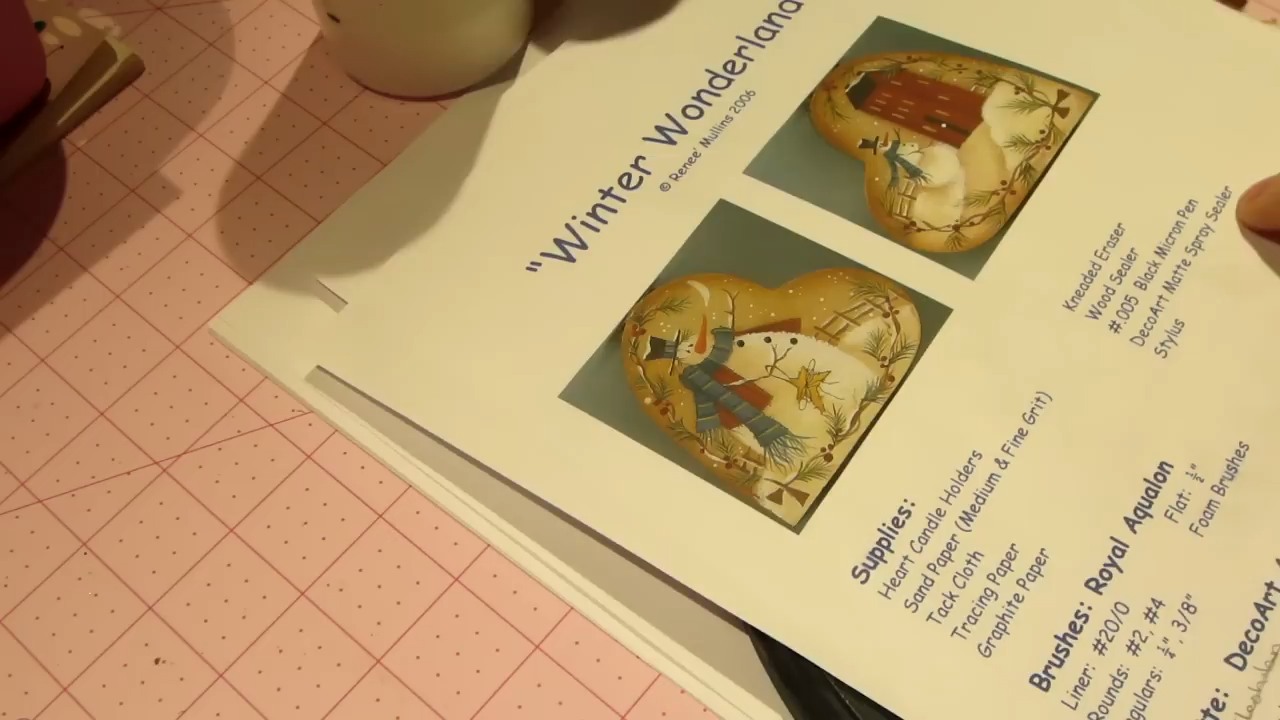 "Winter Wonderland
© Renee' Mullins 2006
Supplies:
Heart Candle Holders
Sand Paper (Medium & Fine Grit)
Tack Cloth
Tracing Paper
Graphite Paper
Kneaded Eraser
Wood Sealer
#.005 Black Micron Pen
DecoArt Matte Spray Sealer
Stylus
Brushes: Royal Aqualon
Liner: #20/0
Rounds: #2, #4
gulars: ¼", 3/8"
Flat: ½"
Foam Brushes
te: DecoArt